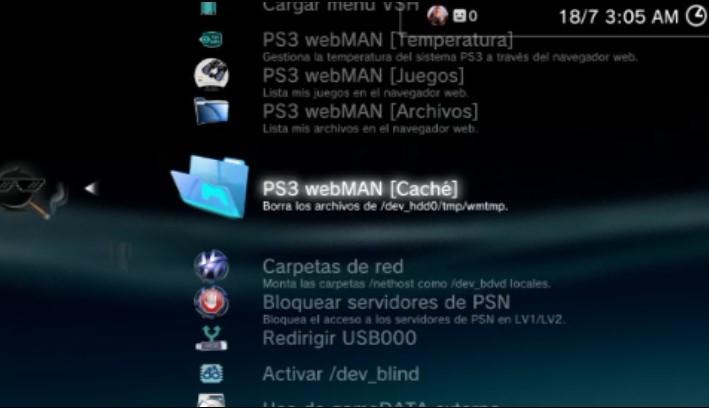 Cargar menú VSH
0
18/7 3:05 AM
PS3 webMAN [Temperatura]
Gestiona la temperatura del sistema PS3 a través del navegador web.
PS3 webMAN [Juegos]
Lista mis juegos en el navegador web.
PS3 webMAN [Archivos]
Lista mis archivos en el navegador web.
PS3 webMAN [Caché]
Borra los archivos de /dev_hdd0/tmp/wmtmp.
Carpetas de red
Monta las carpetas /nethost como /dev_bdvd locales.
Bloquear servidores de PSN
Bloquea el acceso a los servidores de PSN en LV1/LV2.
Redirigir USB000
Activar /dev_blind
Uso de gameDATA externo